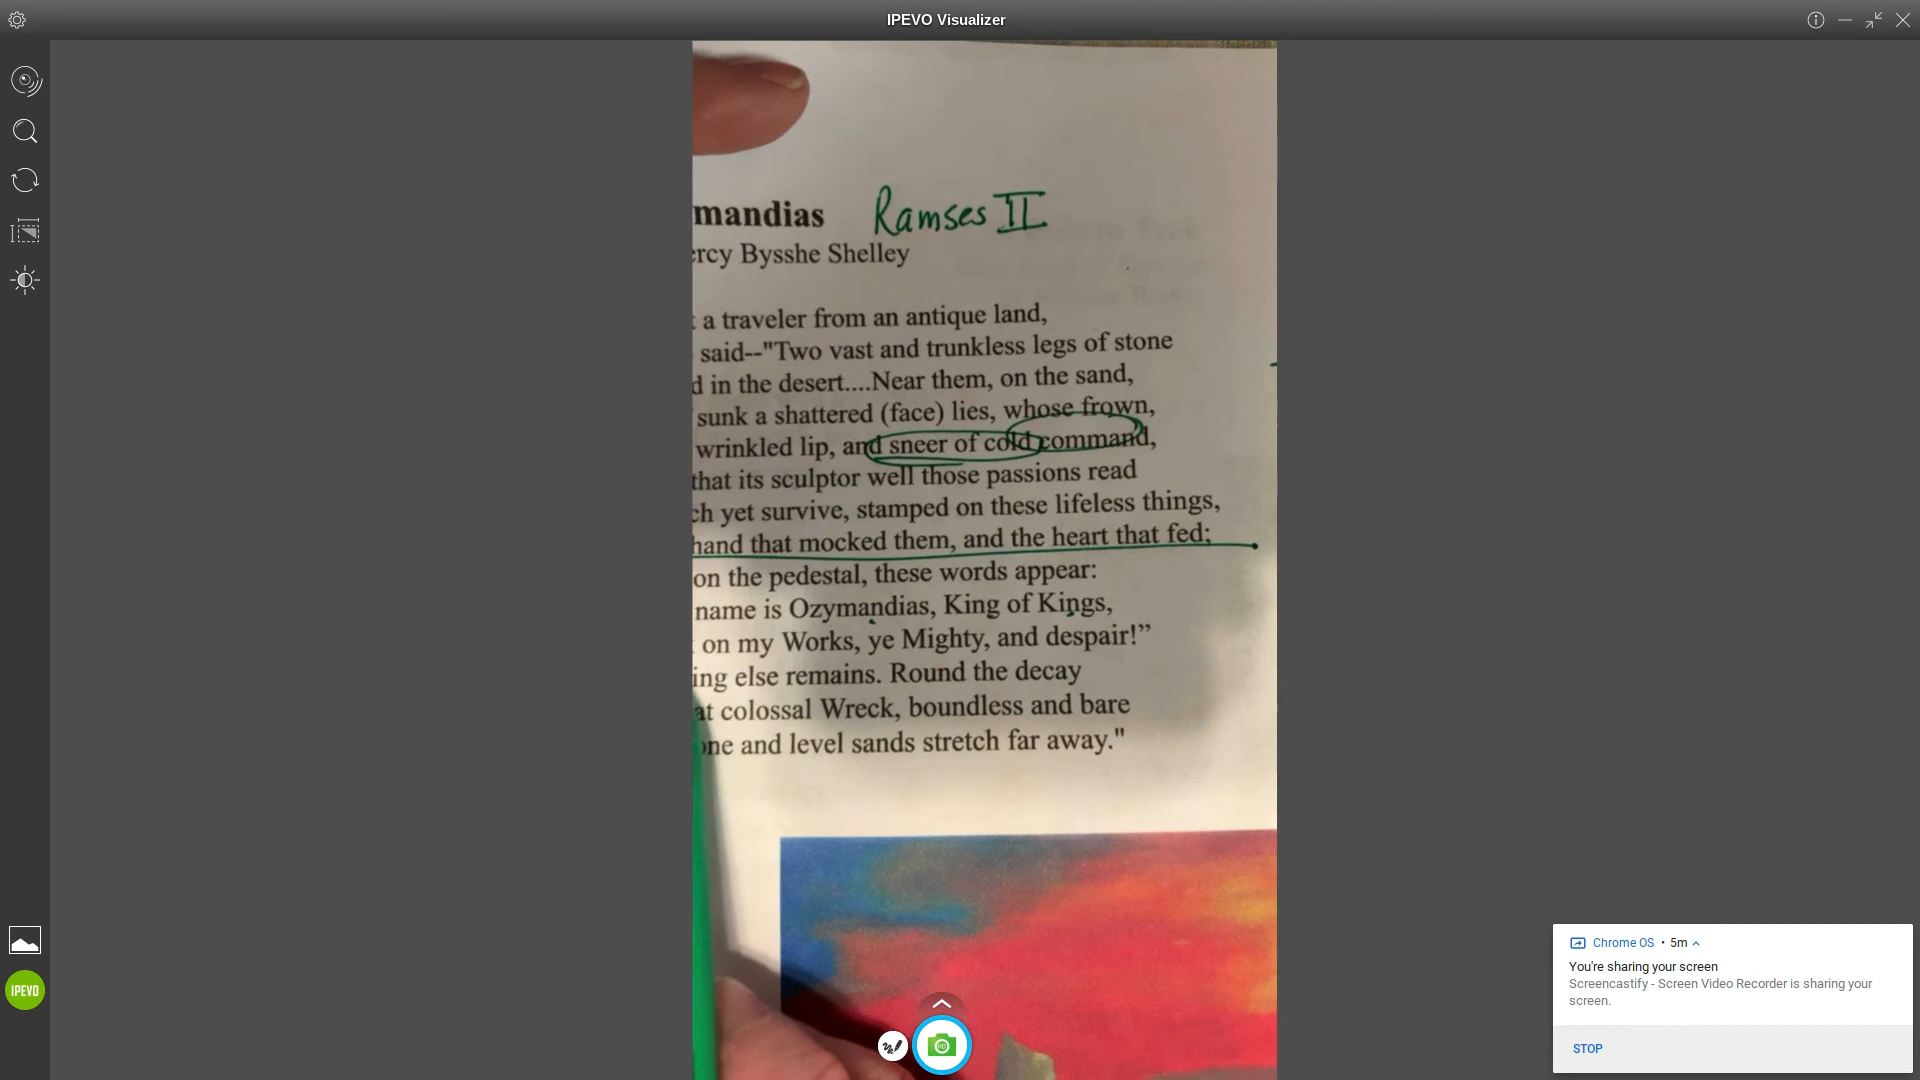 IPEVO Visualizer
mandias Ramses II
ercy Bysshe Shelley
a traveler from an antique land,
said--"Two vast and trunkless legs of stone
d in the desert....Near them, on the sand,
sunk a shattered (face) lies, whose frown,
wrinkled lip, and sneer of cold command,
that its sculptor well those passions read
ch yet survive, stamped on these lifeless things,
hand that mocked them, and the heart that fed;
on the pedestal, these words appear:
name is Ozymandias, King of Kings,
on my Works, ye Mighty, and despair!”
ing else remains. Round the decay
at colossal Wreck, boundless and bare
one and level sands stretch far away."
IPEVO
HD
Chrome OS • 5m
You're sharing your screen
Screencastify - Screen Video Recorder is sharing your
screen.
STOP